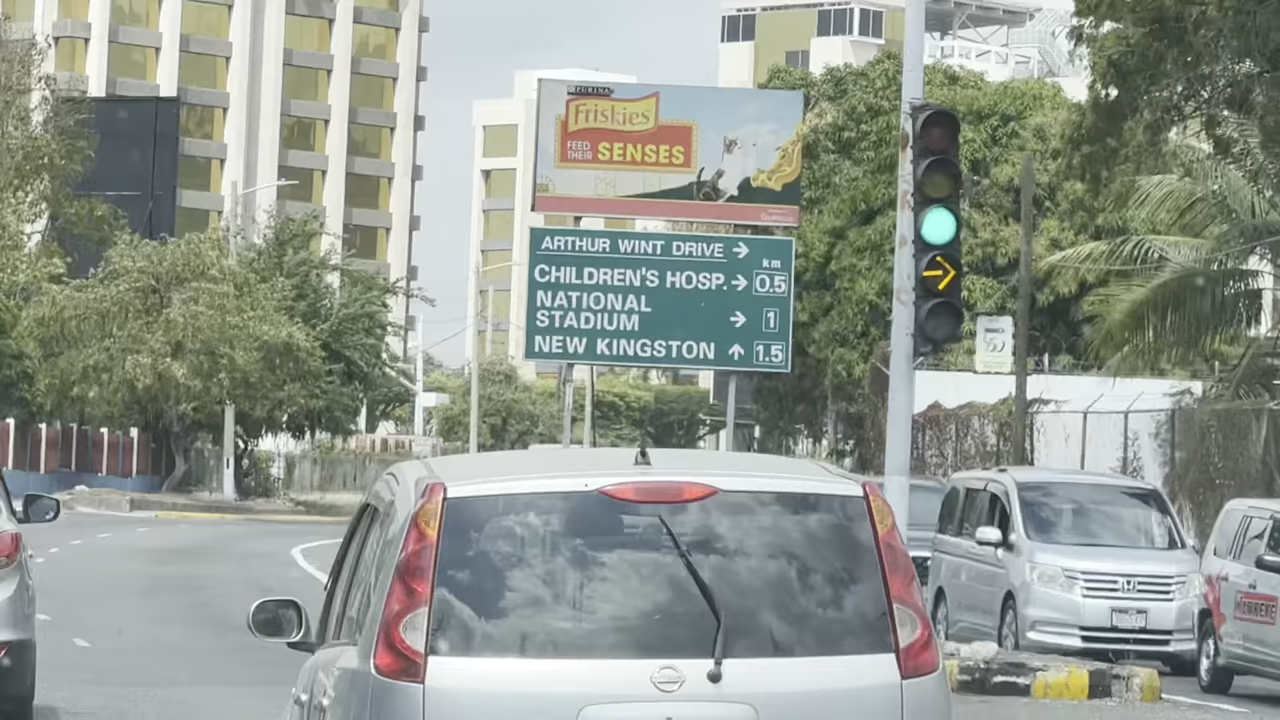 PURINA
Friskies
FEED THEIR SENSES
ARTHUR WINT DRIVE →
km
CHILDREN'S HOSP. → 0.5
NATIONAL
STADIUM → 1
NEW KINGSTON ↑ 1.5
HAWKEYE